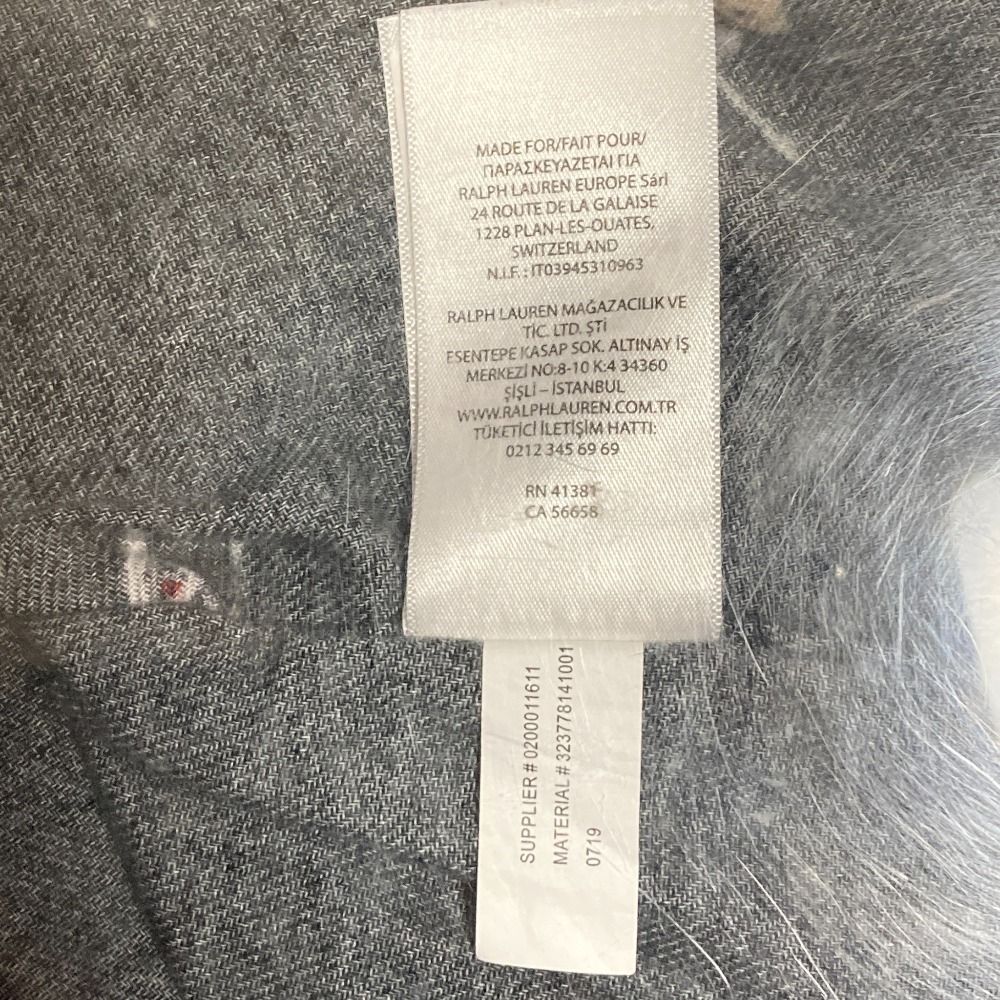 MADE FOR/FAIT POUR/
ΠΑΡΑΣΚΕΥΑΖΕΤΑΙ ΓΙΑ
RALPH LAUREN EUROPE Sárl
24 ROUTE DE LA GALAISE
1228 PLAN-LES-OUATES,
SWITZERLAND
N.I.F. : IT03945310963
RALPH LAUREN MAĞAZACILIK VE
TİC. LTD. ŞTİ
ESENTEPE KASAP SOK. ALTINAY İŞ
MERKEZİ NO:8-10 K:4 34360
ŞİŞLİ – İSTANBUL
WWW.RALPHLAUREN.COM.TR
TÜKETİCİ İLETİŞİM HATTI:
0212 345 69 69
RN 41381
CA 56658
SUPPLIER # 0200011611
MATERIAL # 323778141001
0719